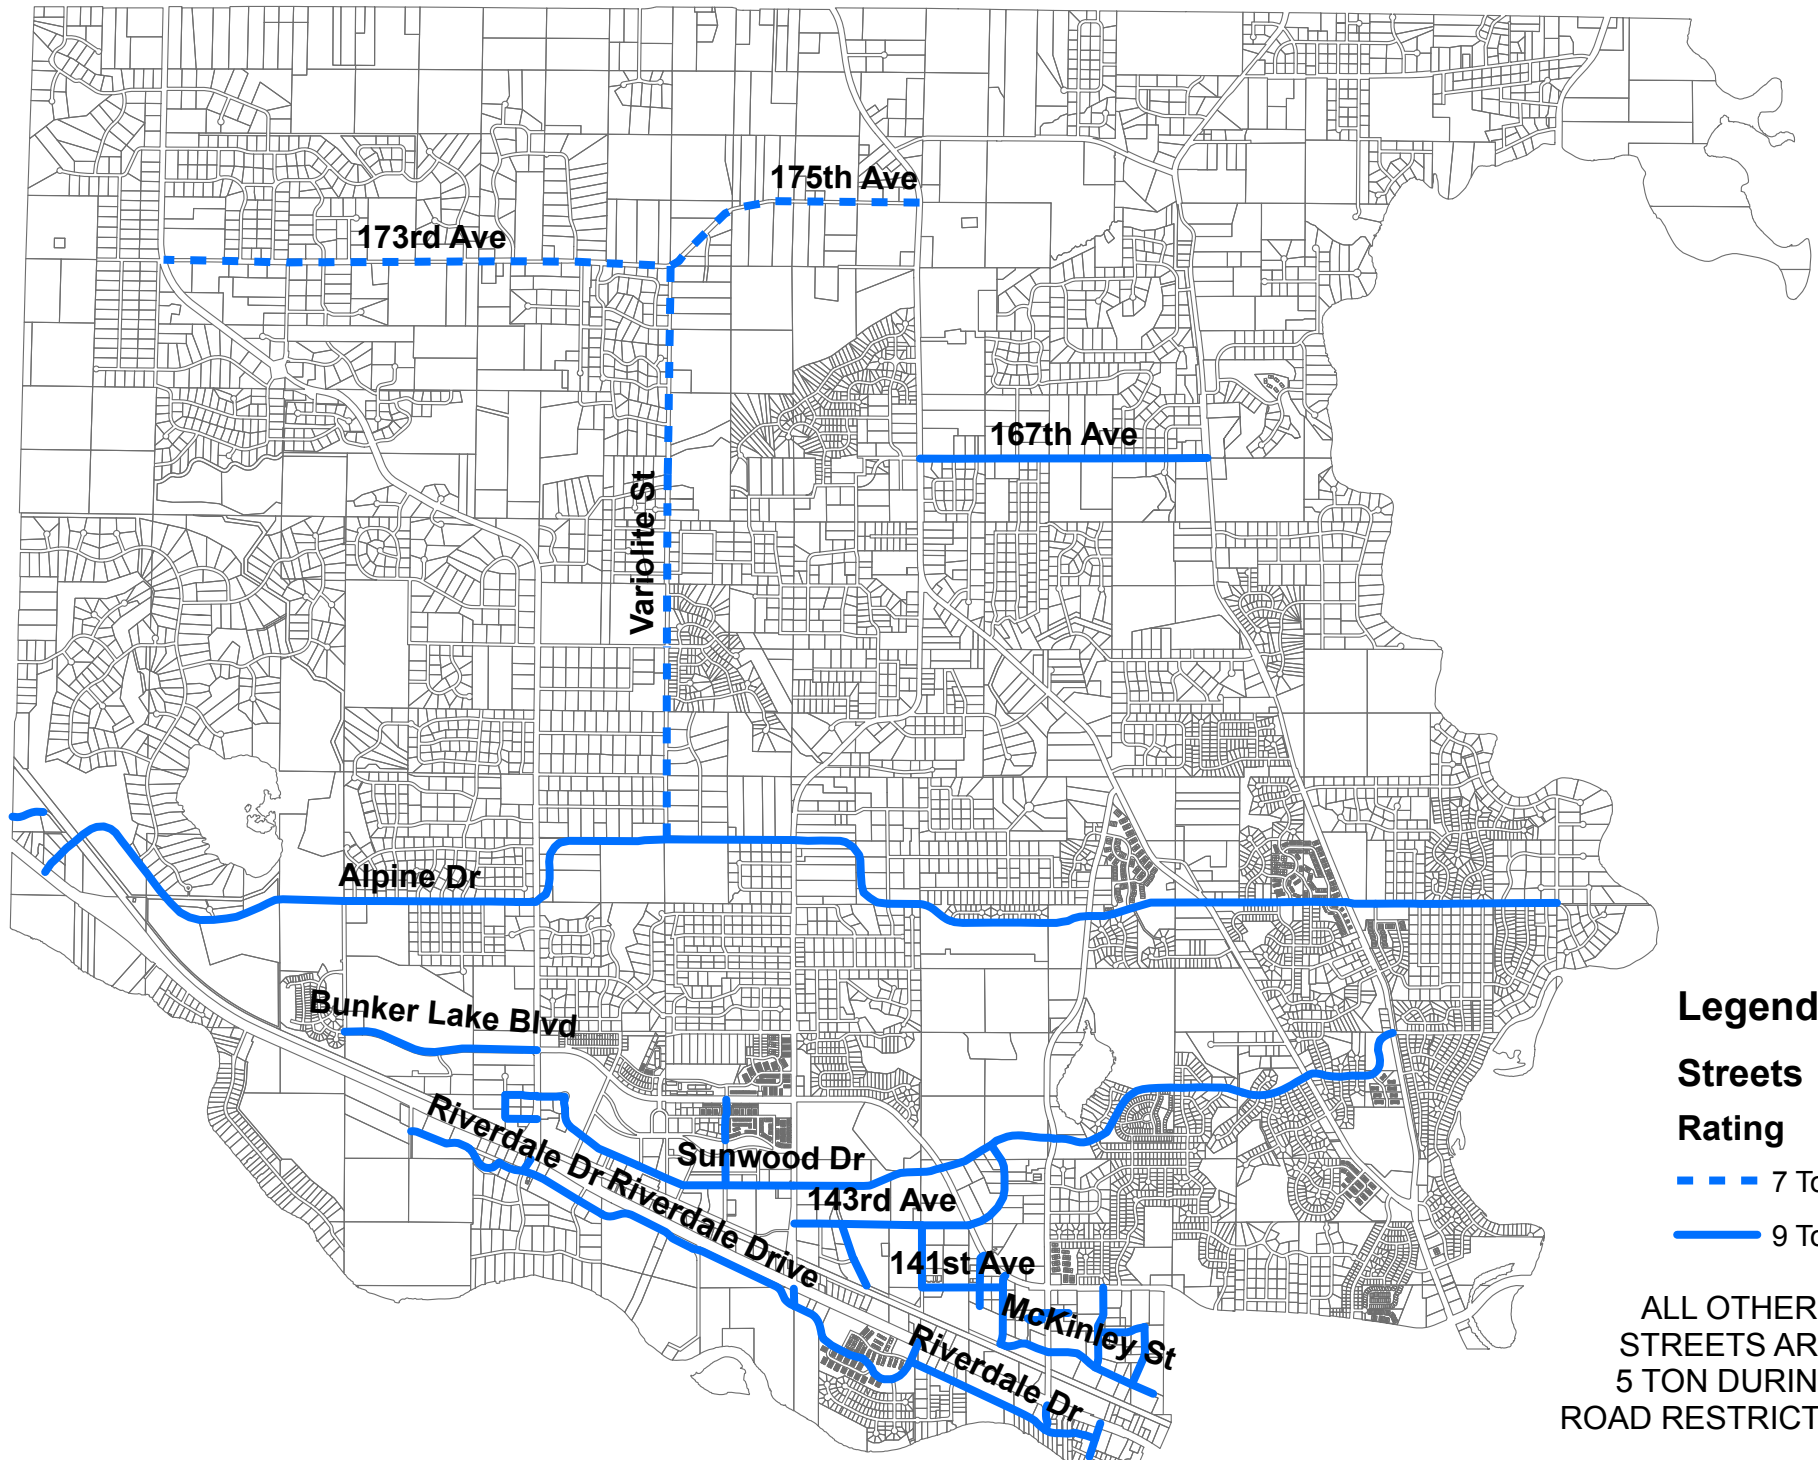 175th Ave
173rd Ave
167th Ave
Variolite St
Alpine Dr
Bunker Lake Blvd
Riverdale Dr
Riverdale Drive
Sunwood Dr
143rd Ave
141st Ave
McKinley St
Riverdale Dr
Legend
Streets
Rating
7 To
9 To
ALL OTHER
STREETS AR
5 TON DURIN
ROAD RESTRICT